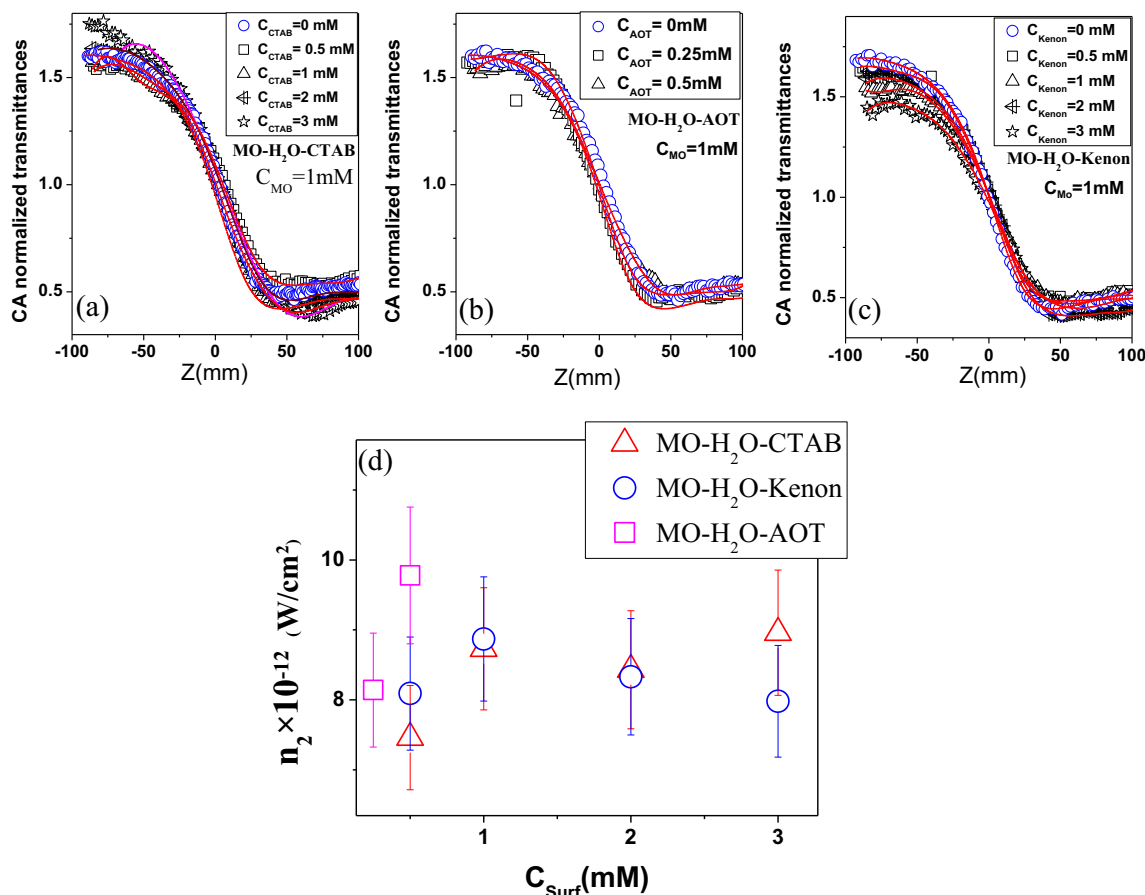 C_CTAB=0 mM
C_CTAB= 0.5 mM
C_CTAB=1 mM
C_CTAB=2 mM
C_CTAB=3 mM
MO-H₂O-CTAB
C_MO=1mM
(a)
CA normalized transmittances
1.5
1.0
0.5
-100 -50 0 50 100
Z(mm)
C_AOT= 0mM
C_AOT= 0.25mM
C_AOT= 0.5mM
MO-H₂O-AOT
C_MO=1mM
(b)
CA normalized transmittances
1.5
1.0
0.5
-100 -50 0 50 100
Z(mm)
C_Kenon=0 mM
C_Kenon=0.5 mM
C_Kenon=1 mM
C_Kenon=2 mM
C_Kenon=3 mM
MO-H₂O-Kenon
C_Mo=1mM
(c)
CA normalized transmittances
1.5
1.0
0.5
-100 -50 0 50 100
Z(mm)
(d)
MO-H₂O-CTAB
MO-H₂O-Kenon
MO-H₂O-AOT
n₂×10⁻¹² (W/cm²)
10
8
1 2 3
C_Surf(mM)